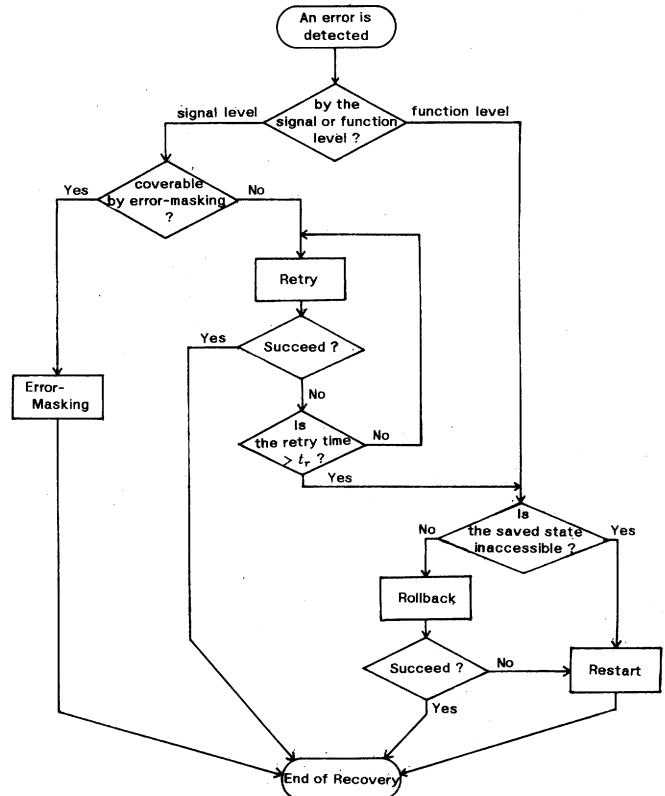 An error is
detected
by the
signal or function
level ?
signal level
function level
coverable
by error-masking
?
Yes
No
Retry
Succeed ?
Yes
No
Error-
Masking
Is
the retry time
> t_r ?
No
Yes
Is
the saved state
inaccessible ?
No
Yes
Rollback
Succeed ?
No
Restart
Yes
End of Recovery